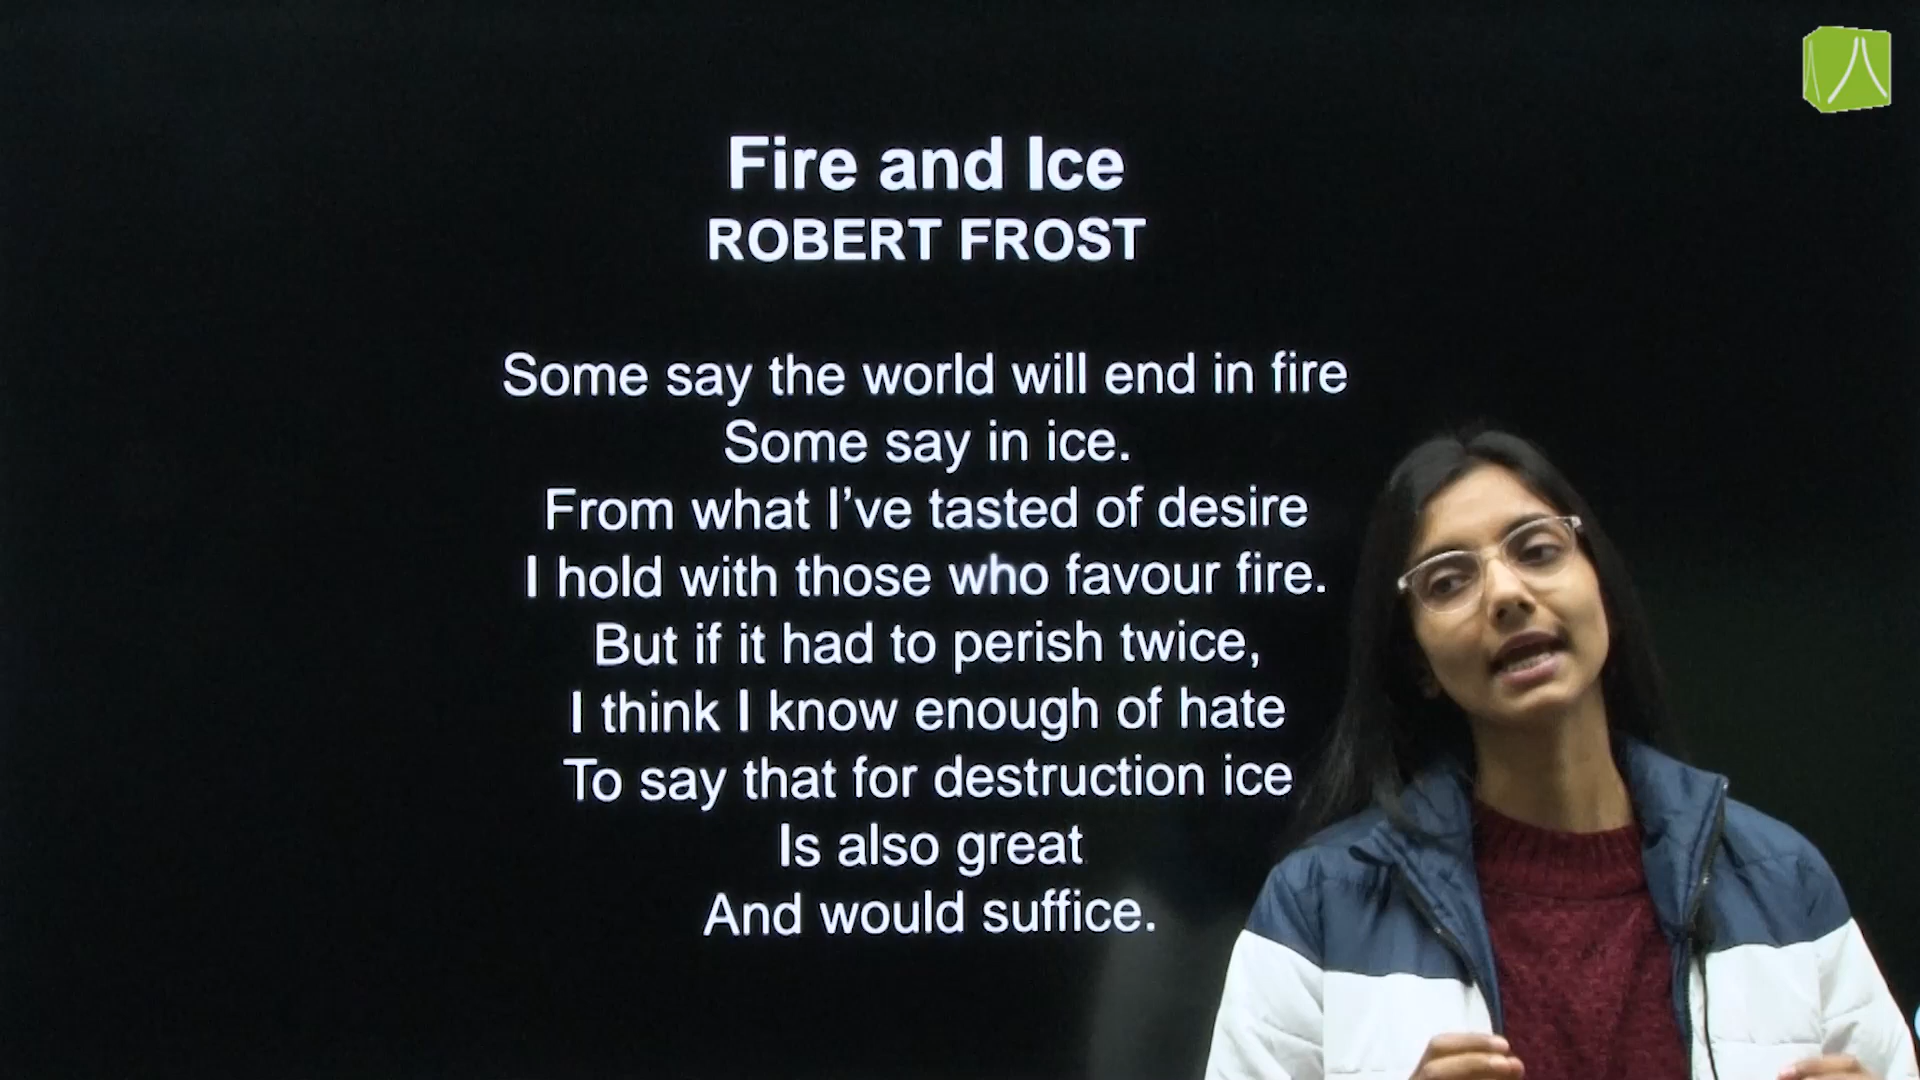 Fire and Ice
ROBERT FROST
Some say the world will end in fire
Some say in ice.
From what I’ve tasted of desire
I hold with those who favour fire.
But if it had to perish twice,
I think I know enough of hate
To say that for destruction ice
Is also great
And would suffice.